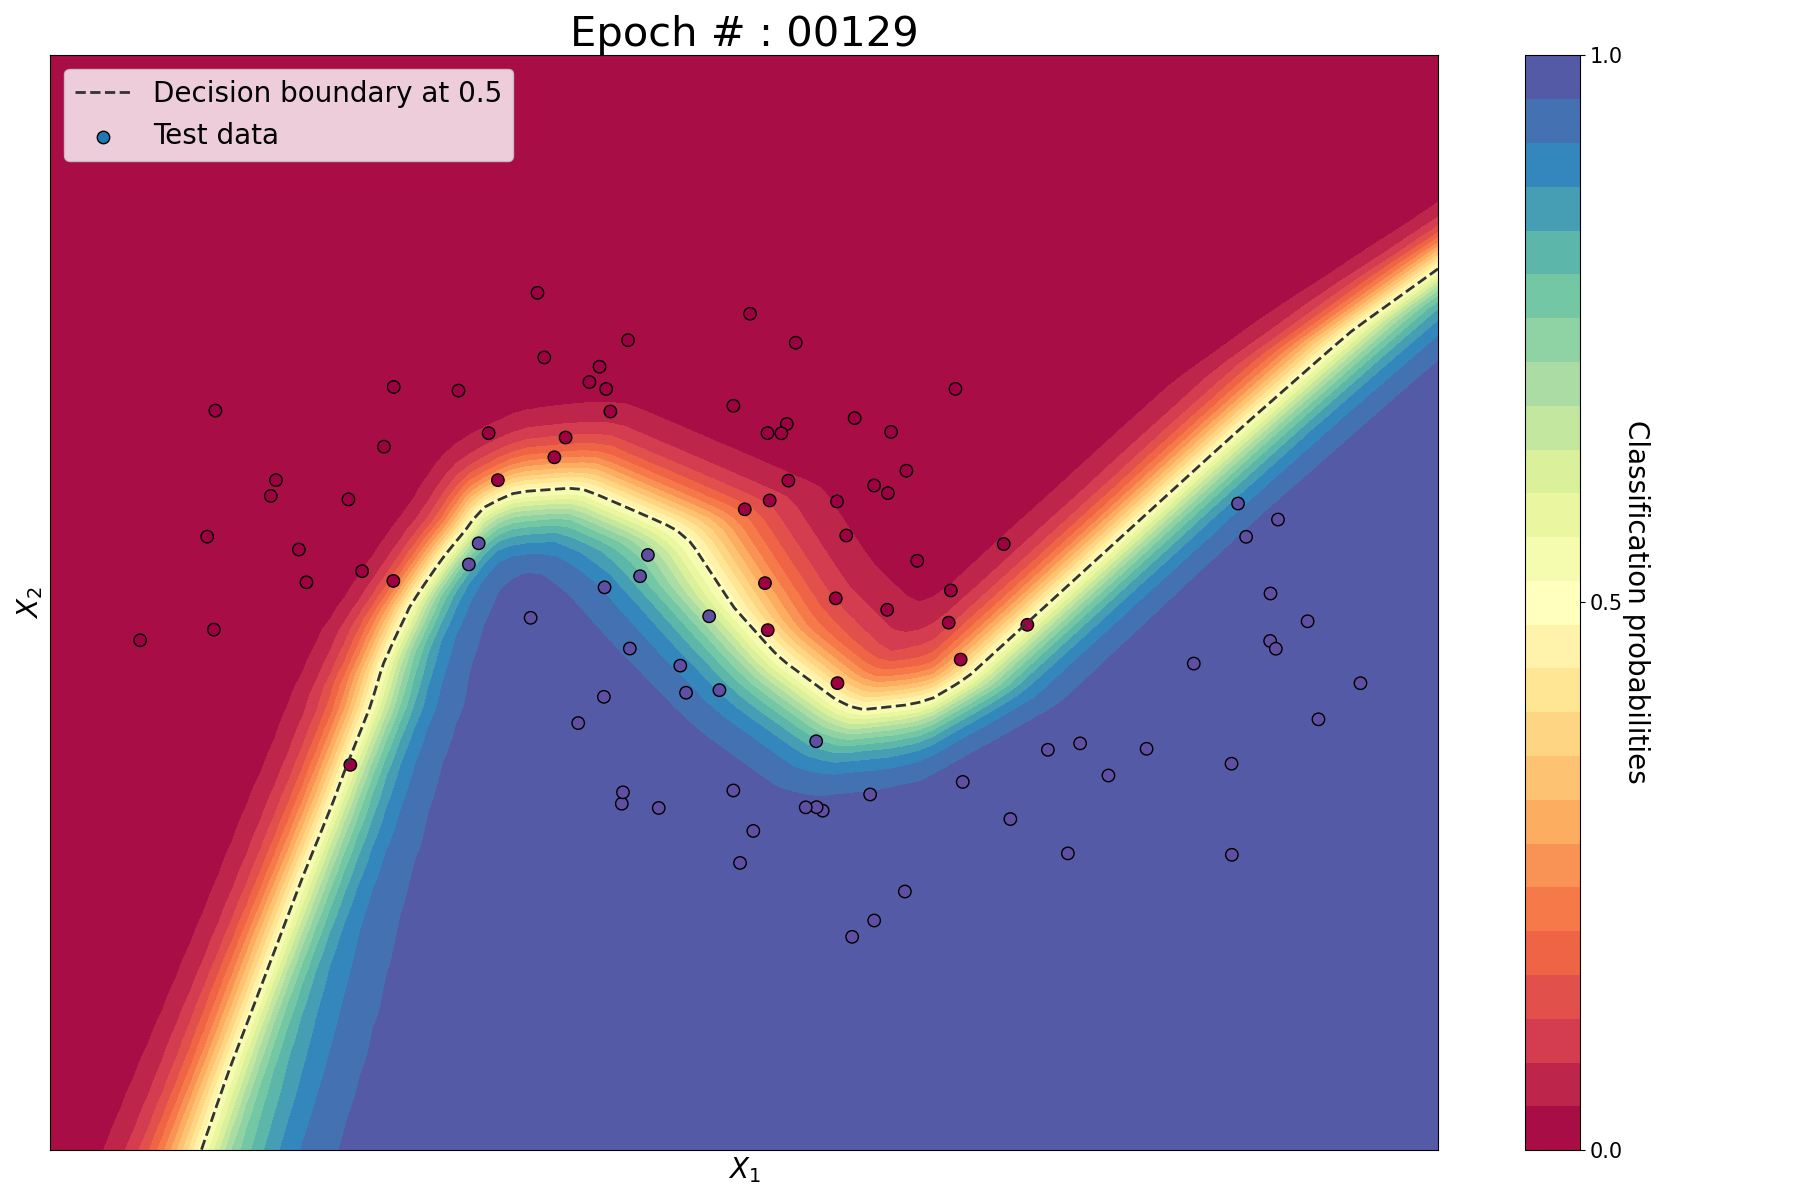 Epoch # : 00129
Decision boundary at 0.5
Test data
1.0
0.5
0.0
Classification probabilities
X₂
X₁